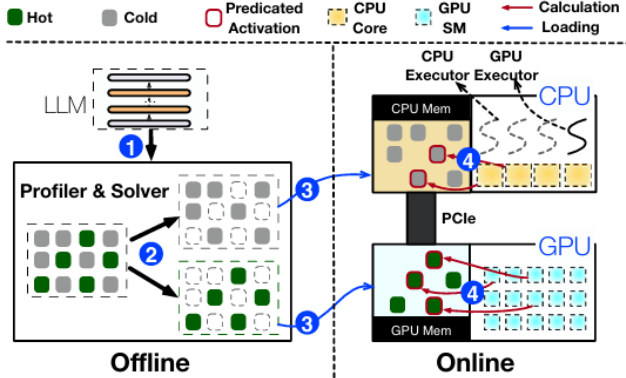 Hot
Cold
Predicated
Activation
CPU
Core
GPU
SM
Calculation
Loading
LLM
1
Profiler & Solver
2
3
3
Offline
CPU
Executor
GPU
Executor
CPU
CPU Mem
4
PCIe
GPU
4
GPU Mem
Online